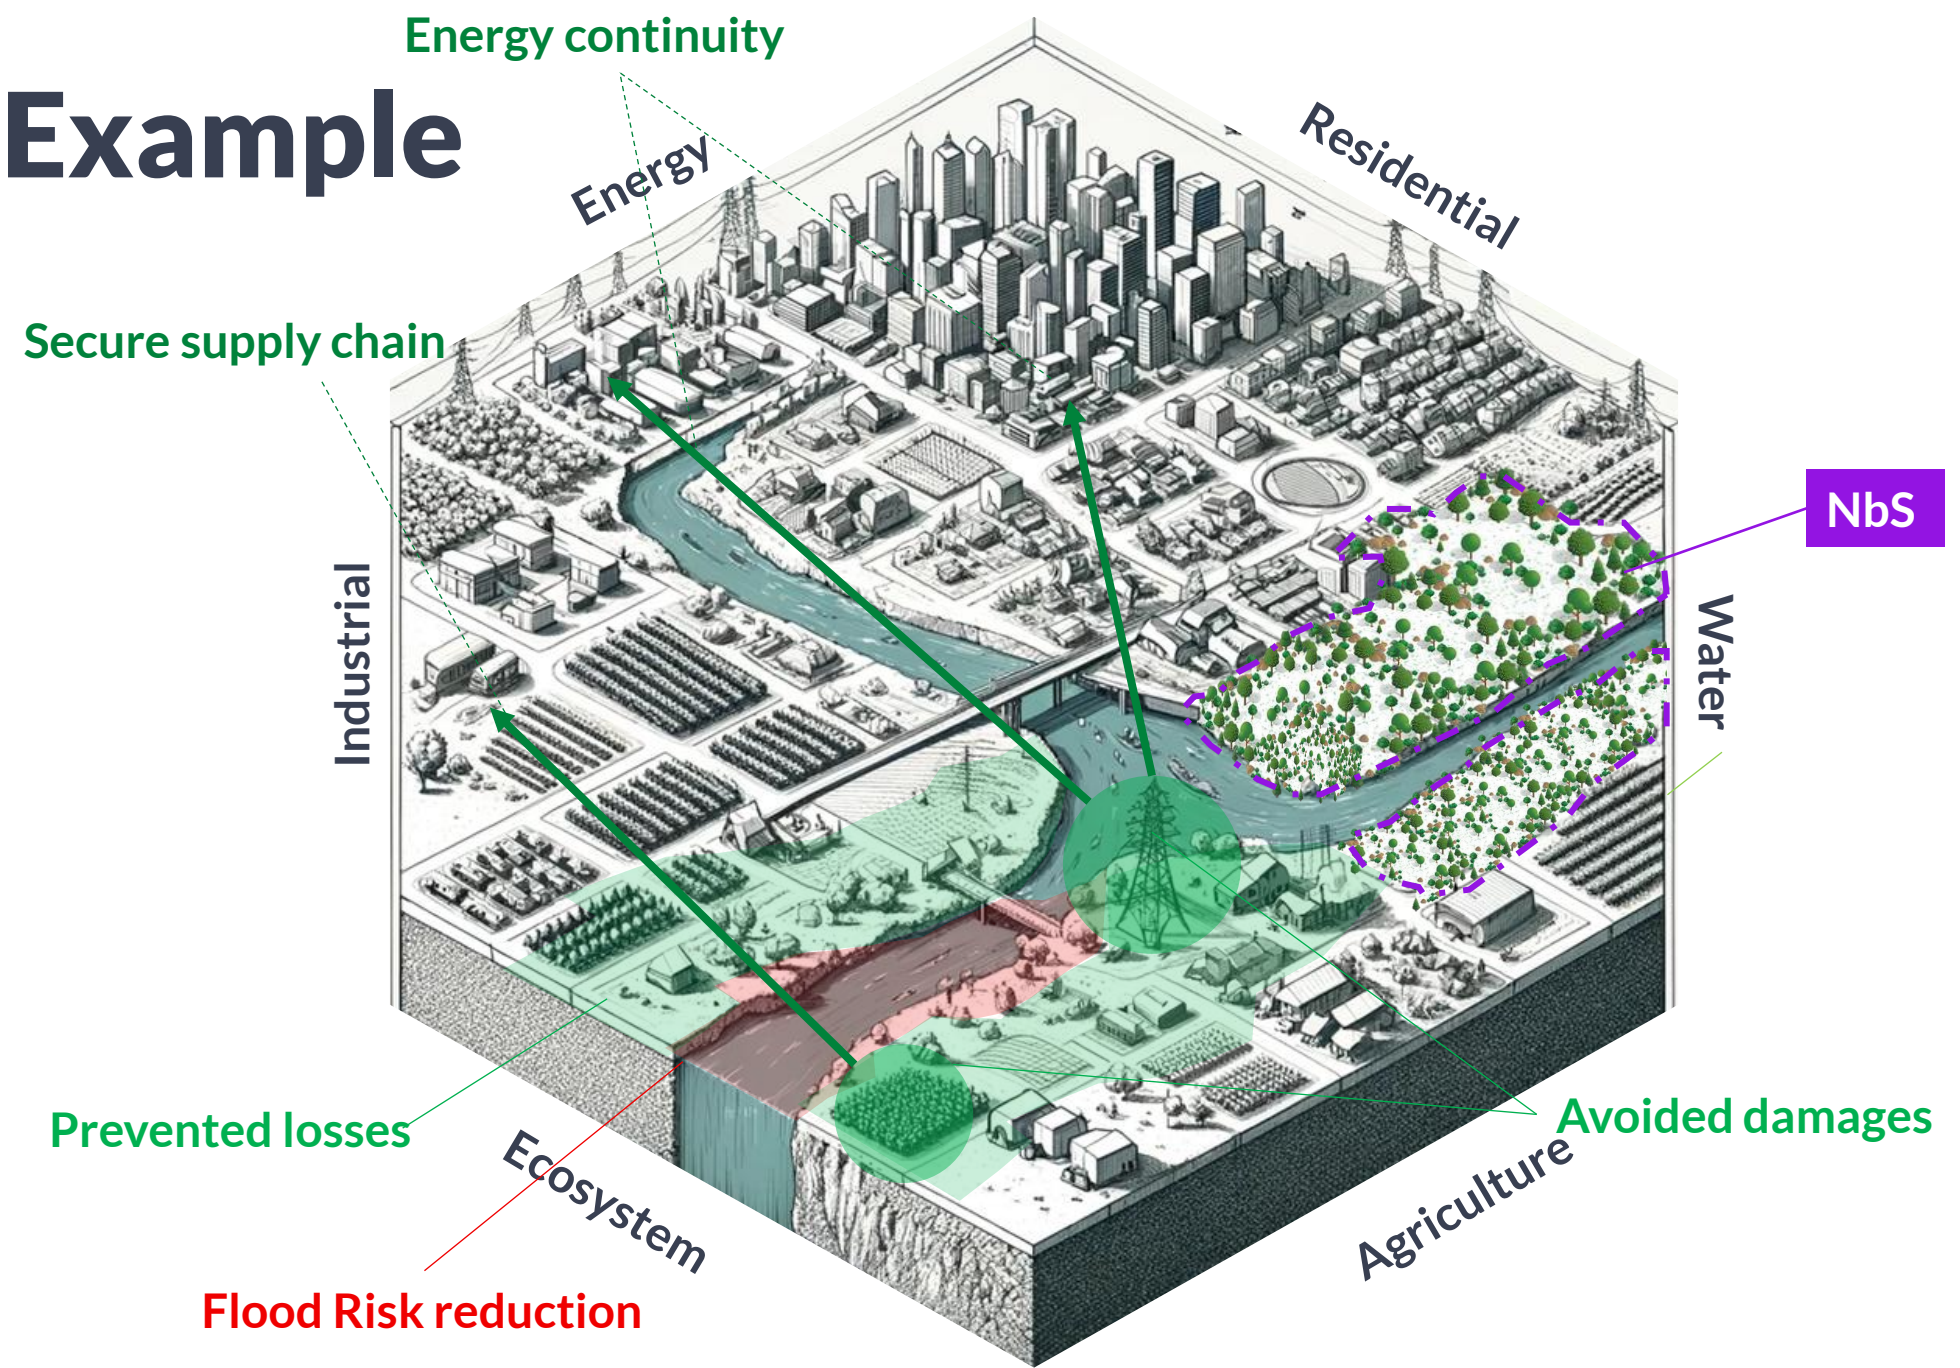 Energy continuity
Example
Energy
Residential
Secure supply chain
NbS
Industrial
Water
Prevented losses
Avoided damages
Ecosystem
Agriculture
Flood Risk reduction